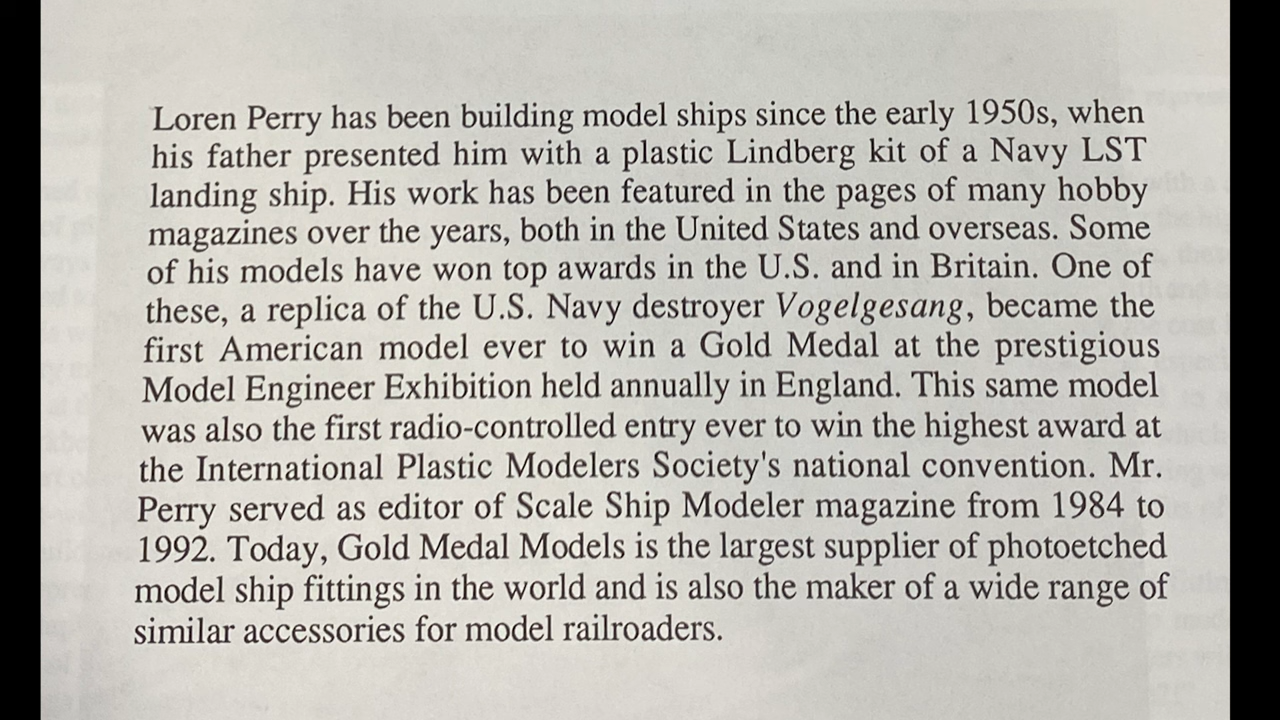 Loren Perry has been building model ships since the early 1950s, when
his father presented him with a plastic Lindberg kit of a Navy LST
landing ship. His work has been featured in the pages of many hobby
magazines over the years, both in the United States and overseas. Some
of his models have won top awards in the U.S. and in Britain. One of
these, a replica of the U.S. Navy destroyer Vogelgesang, became the
first American model ever to win a Gold Medal at the prestigious
Model Engineer Exhibition held annually in England. This same model
was also the first radio-controlled entry ever to win the highest award at
the International Plastic Modelers Society's national convention. Mr.
Perry served as editor of Scale Ship Modeler magazine from 1984 to
1992. Today, Gold Medal Models is the largest supplier of photoetched
model ship fittings in the world and is also the maker of a wide range of
similar accessories for model railroaders.